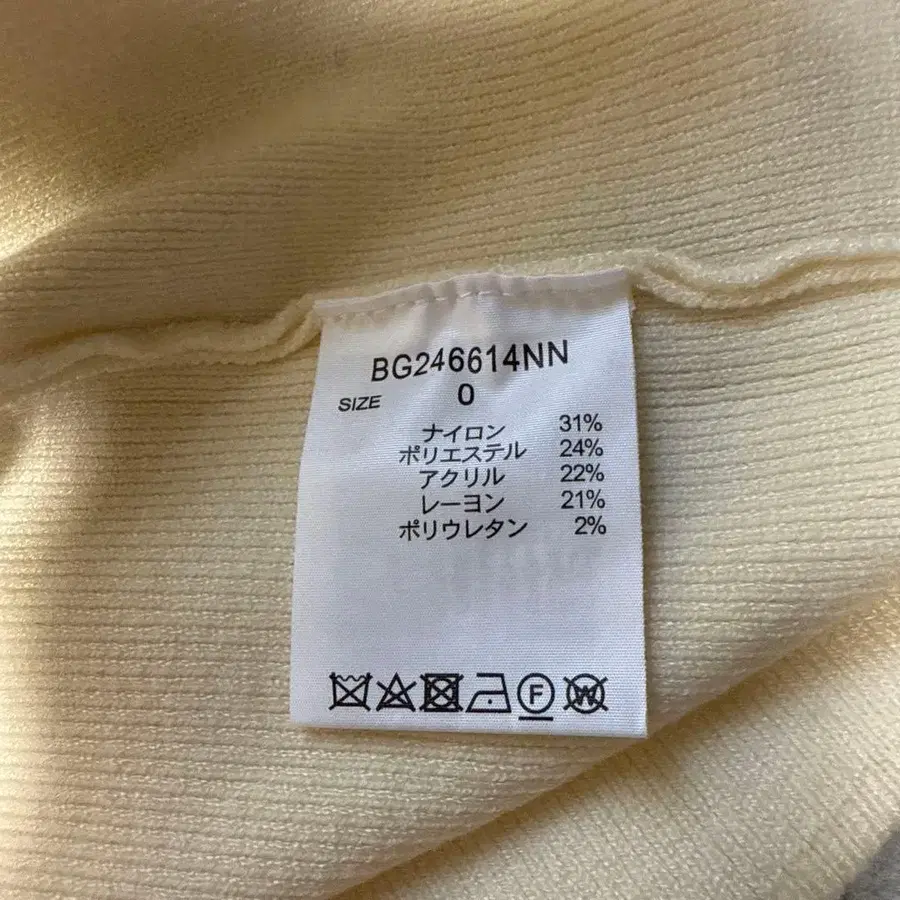 BG246614NN
SIZE 0
ナイロン 31%
ポリエステル 24%
アクリル 22%
レーヨン 21%
ポリウレタン 2%
F W